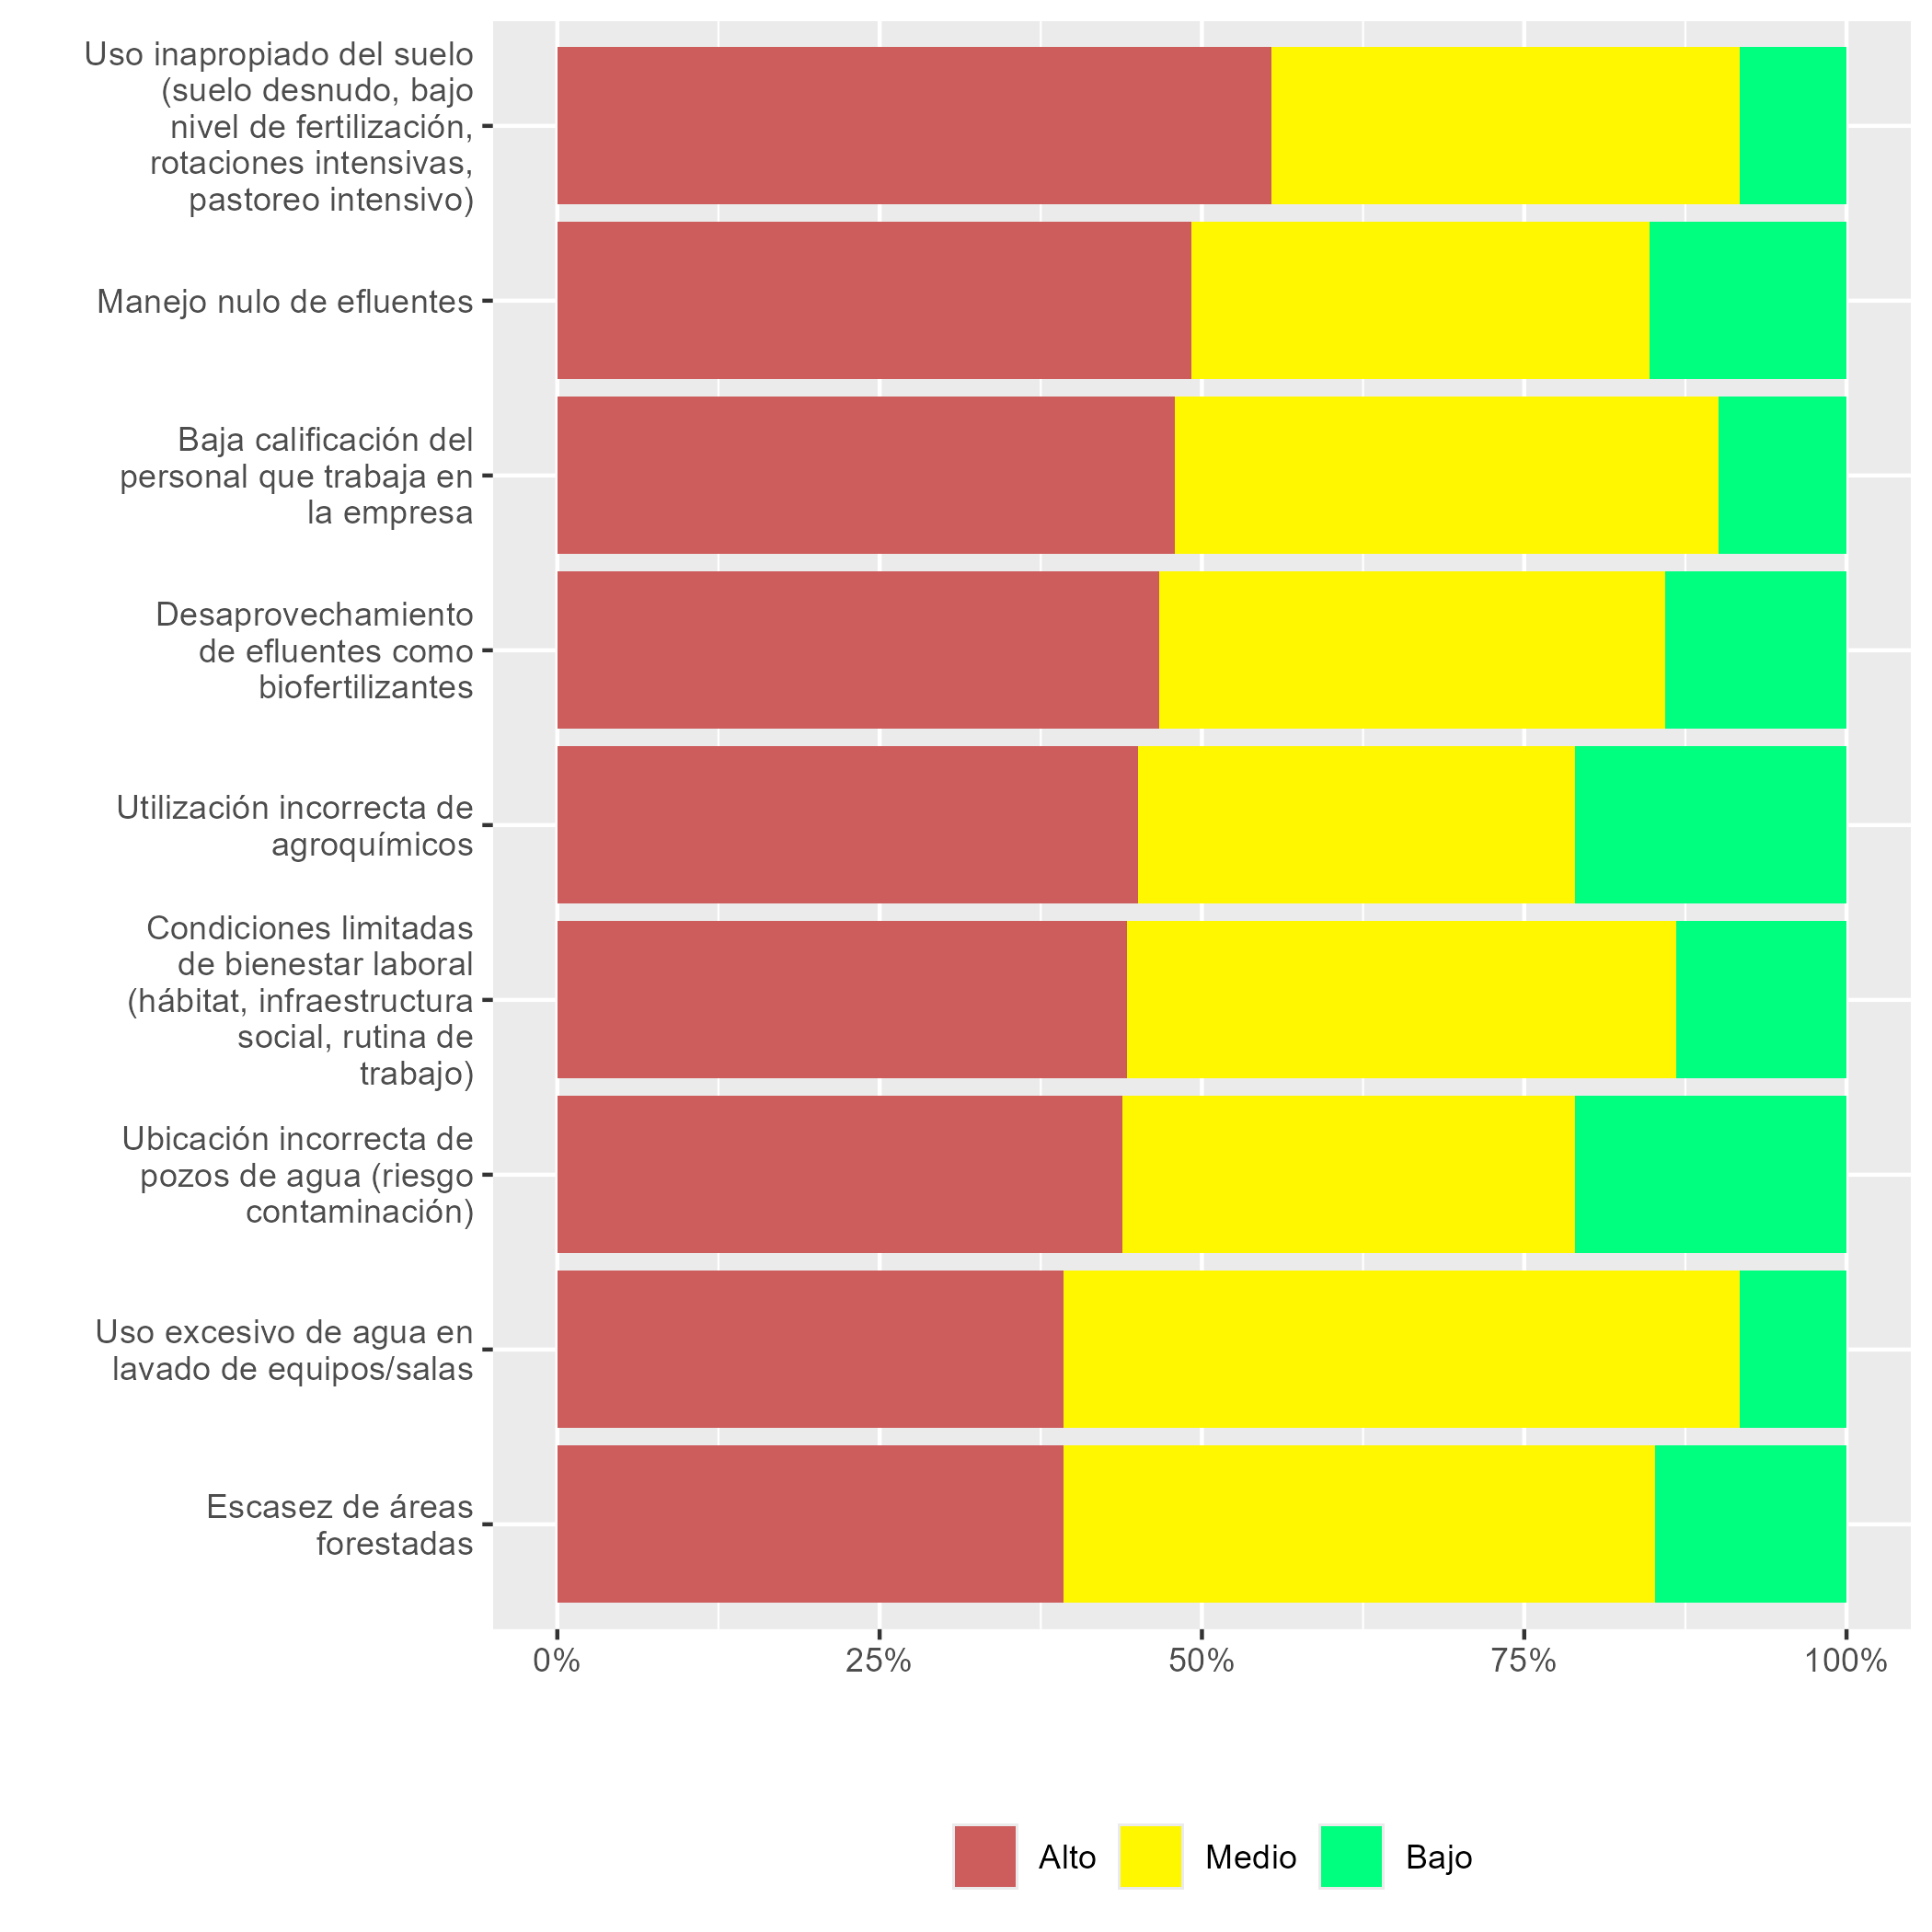 Uso inapropiado del suelo
(suelo desnudo, bajo
nivel de fertilización,
rotaciones intensivas,
pastoreo intensivo)
Manejo nulo de efluentes
Baja calificación del
personal que trabaja en
la empresa
Desaprovechamiento
de efluentes como
biofertilizantes
Utilización incorrecta de
agroquímicos
Condiciones limitadas
de bienestar laboral
(hábitat, infraestructura
social, rutina de
trabajo)
Ubicación incorrecta de
pozos de agua (riesgo
contaminación)
Uso excesivo de agua en
lavado de equipos/salas
Escasez de áreas
forestadas
0% 25% 50% 75% 100%
Alto Medio Bajo